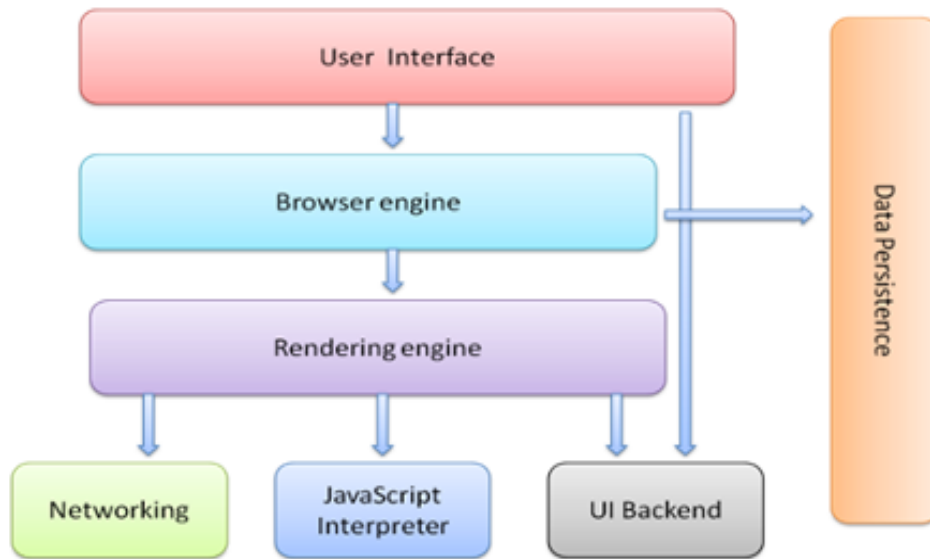 User Interface
Browser engine
Data Persistence
Rendering engine
Networking
JavaScript
Interpreter
UI Backend